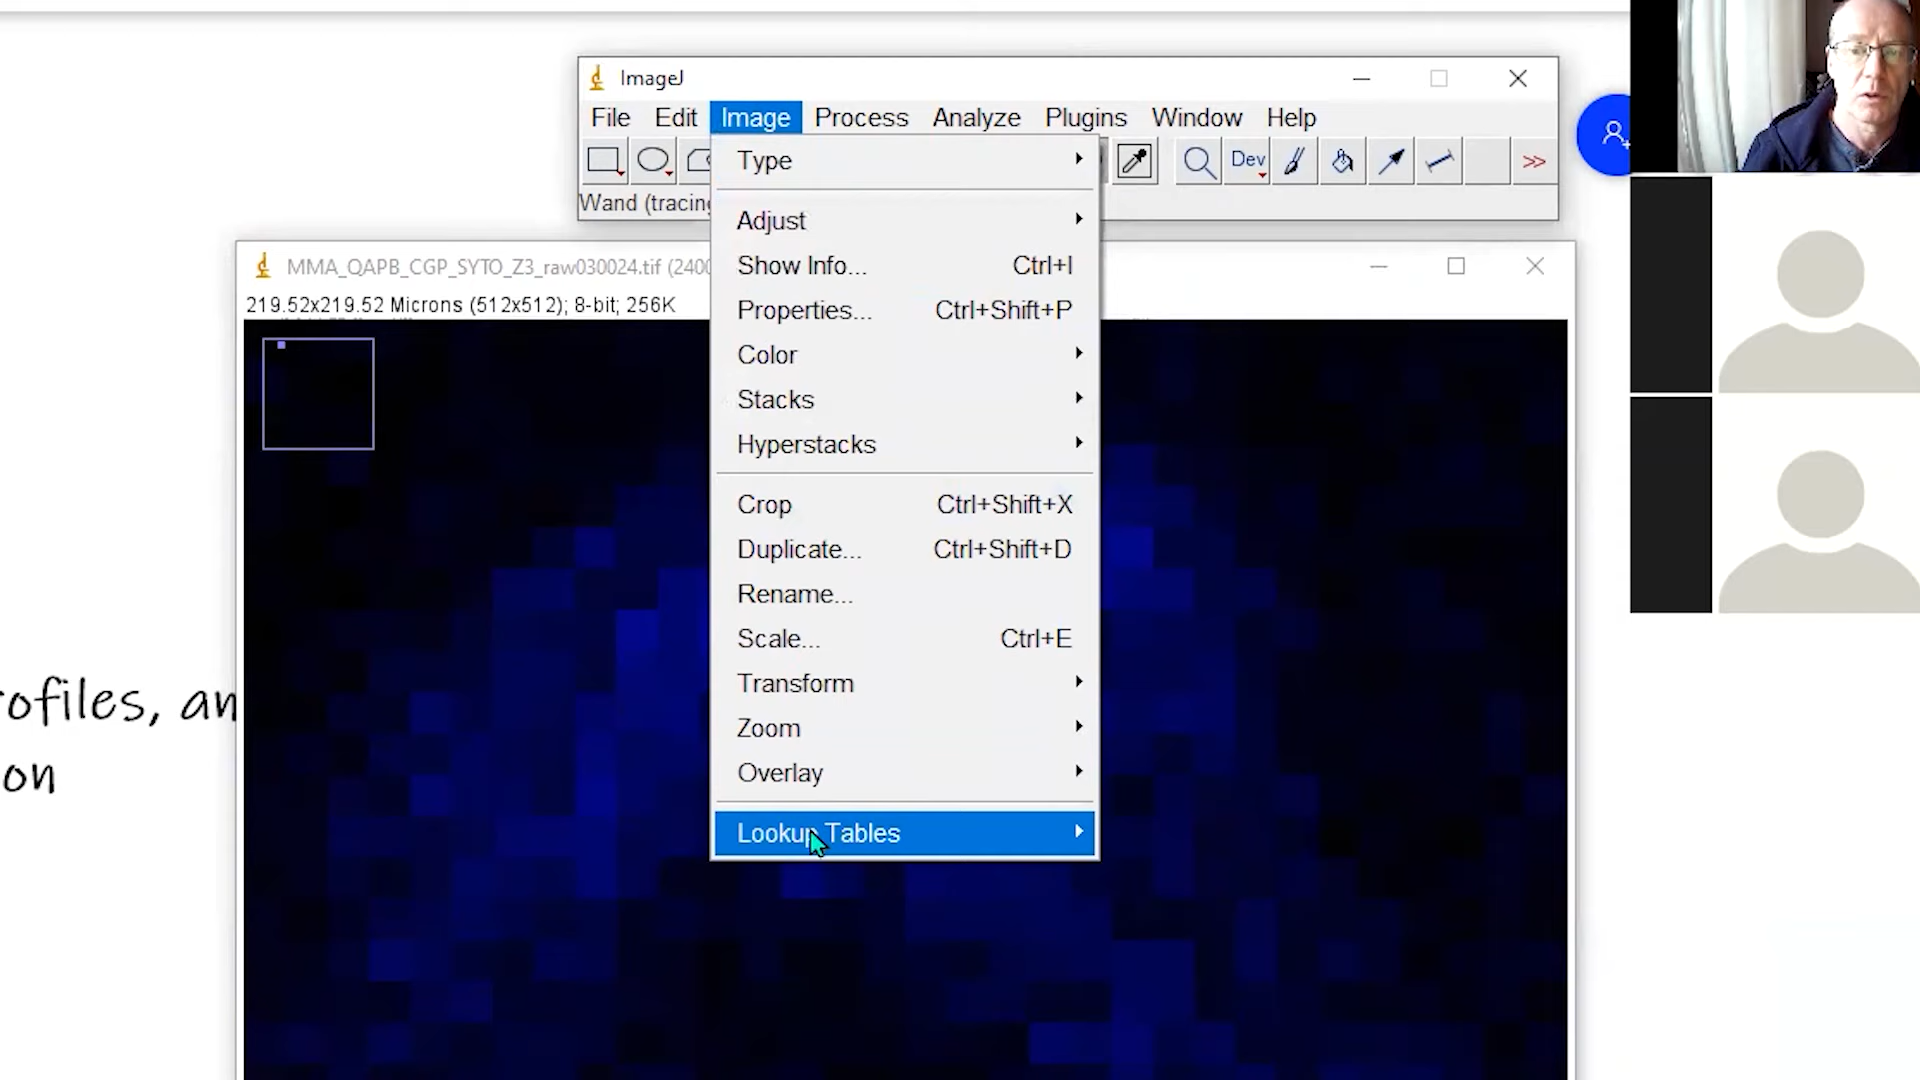 ImageJ
File Edit Image Process Analyze Plugins Window Help
Dev >>
Wand (tracing
Type
Adjust
Show Info... Ctrl+I
Properties... Ctrl+Shift+P
Color
Stacks
Hyperstacks
Crop Ctrl+Shift+X
Duplicate... Ctrl+Shift+D
Rename...
Scale... Ctrl+E
Transform
Zoom
Overlay
Lookup Tables
MMA_QAPB_CGP_SYTO_Z3_raw030024.tif (2400
219.52x219.52 Microns (512x512); 8-bit; 256K
rofiles, an
on